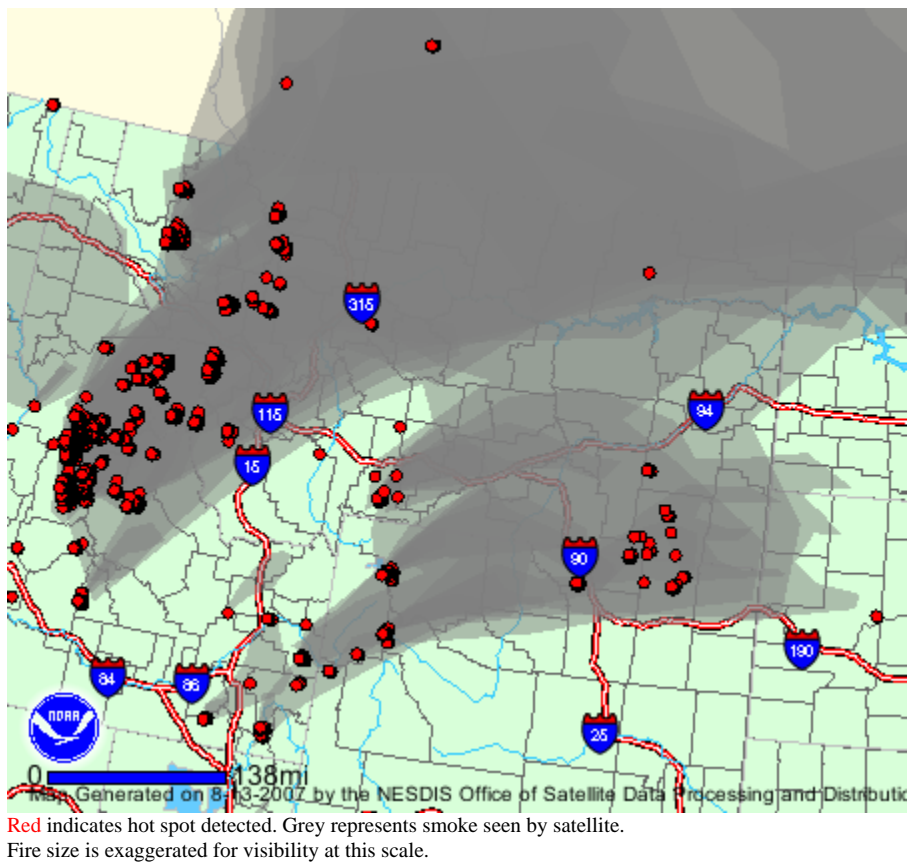 315
115
94
15
90
84
86
190
25
NOAA
0 138mi
Map Generated on 8-13-2007 by the NESDIS Office of Satellite Data Processing and Distributio
Red indicates hot spot detected. Grey represents smoke seen by satellite.
Fire size is exaggerated for visibility at this scale.